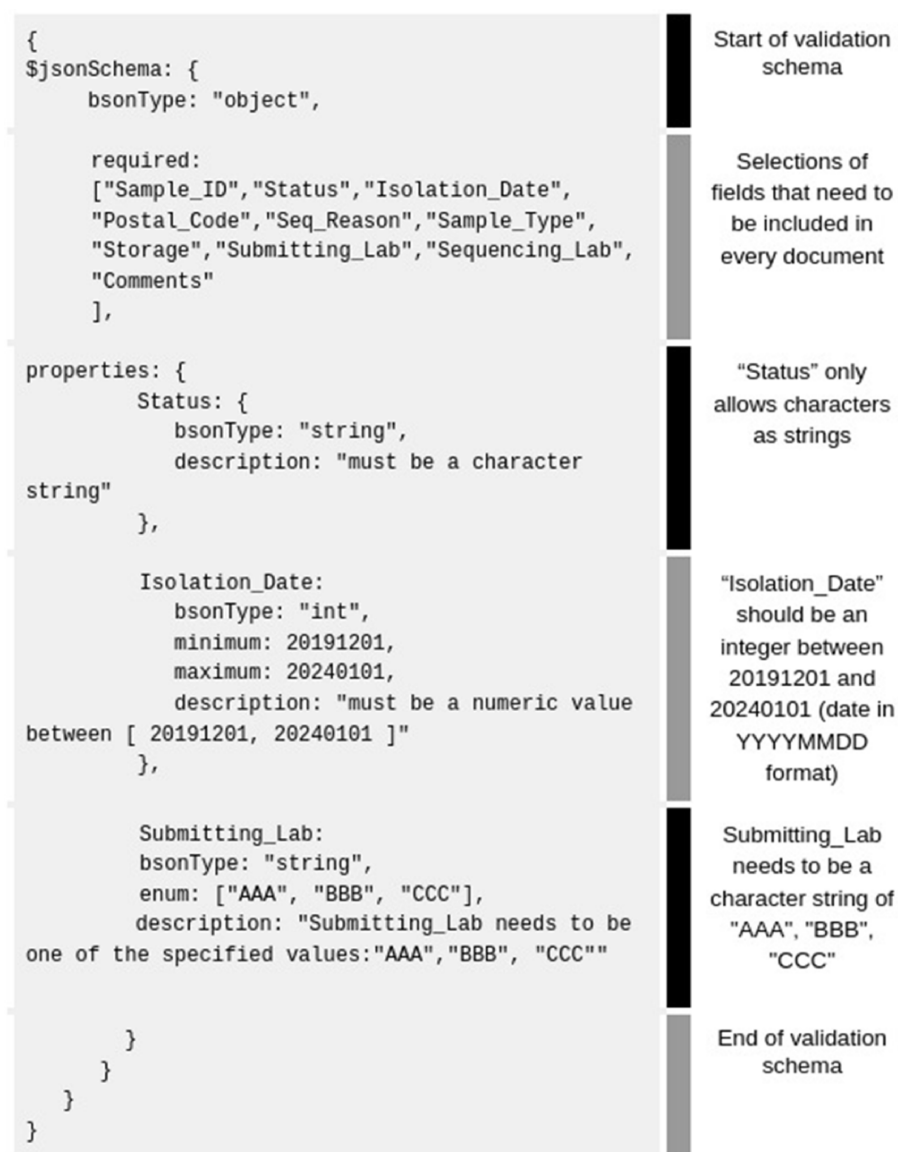 {
$jsonSchema: {
bsonType: "object",
Start of validation
schema
required:
["Sample_ID","Status","Isolation_Date",
"Postal_Code","Seq_Reason","Sample_Type",
"Storage","Submitting_Lab","Sequencing_Lab",
"Comments"
],
Selections of
fields that need to
be included in
every document
properties: {
Status: {
bsonType: "string",
description: "must be a character
string"
},
“Status” only
allows characters
as strings
Isolation_Date:
bsonType: "int",
minimum: 20191201,
maximum: 20240101,
description: "must be a numeric value
between [ 20191201, 20240101 ]"
},
“Isolation_Date”
should be an
integer between
20191201 and
20240101 (date in
YYYYMMDD
format)
Submitting_Lab:
bsonType: "string",
enum: ["AAA", "BBB", "CCC"],
description: "Submitting_Lab needs to be
one of the specified values:"AAA","BBB", "CCC""
Submitting_Lab
needs to be a
character string of
"AAA", "BBB",
"CCC"
}
}
}
}
End of validation
schema